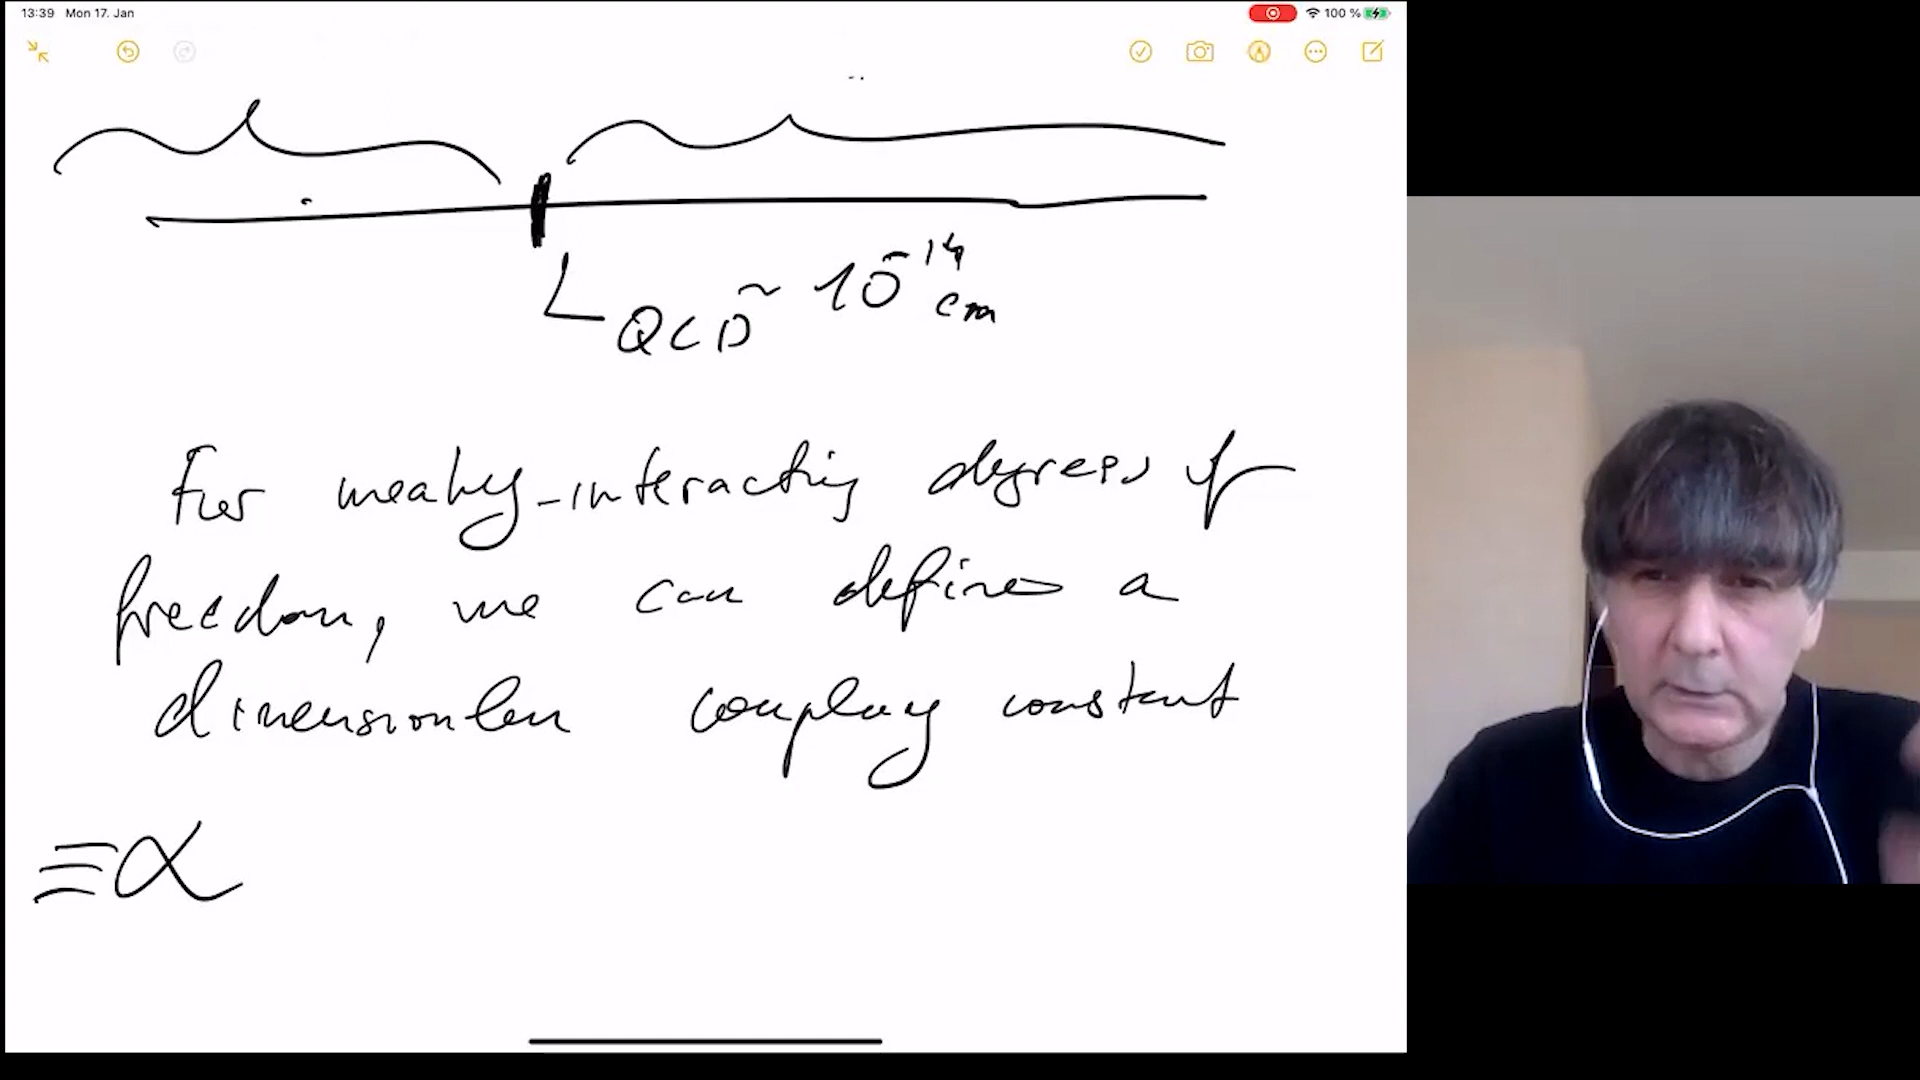 13:39 Mon 17. Jan
100 %
L QCD ~ 10^-14 cm
For weakly-interacting degrees of
freedom, we can define a
dimensionless coupling constant
≡α